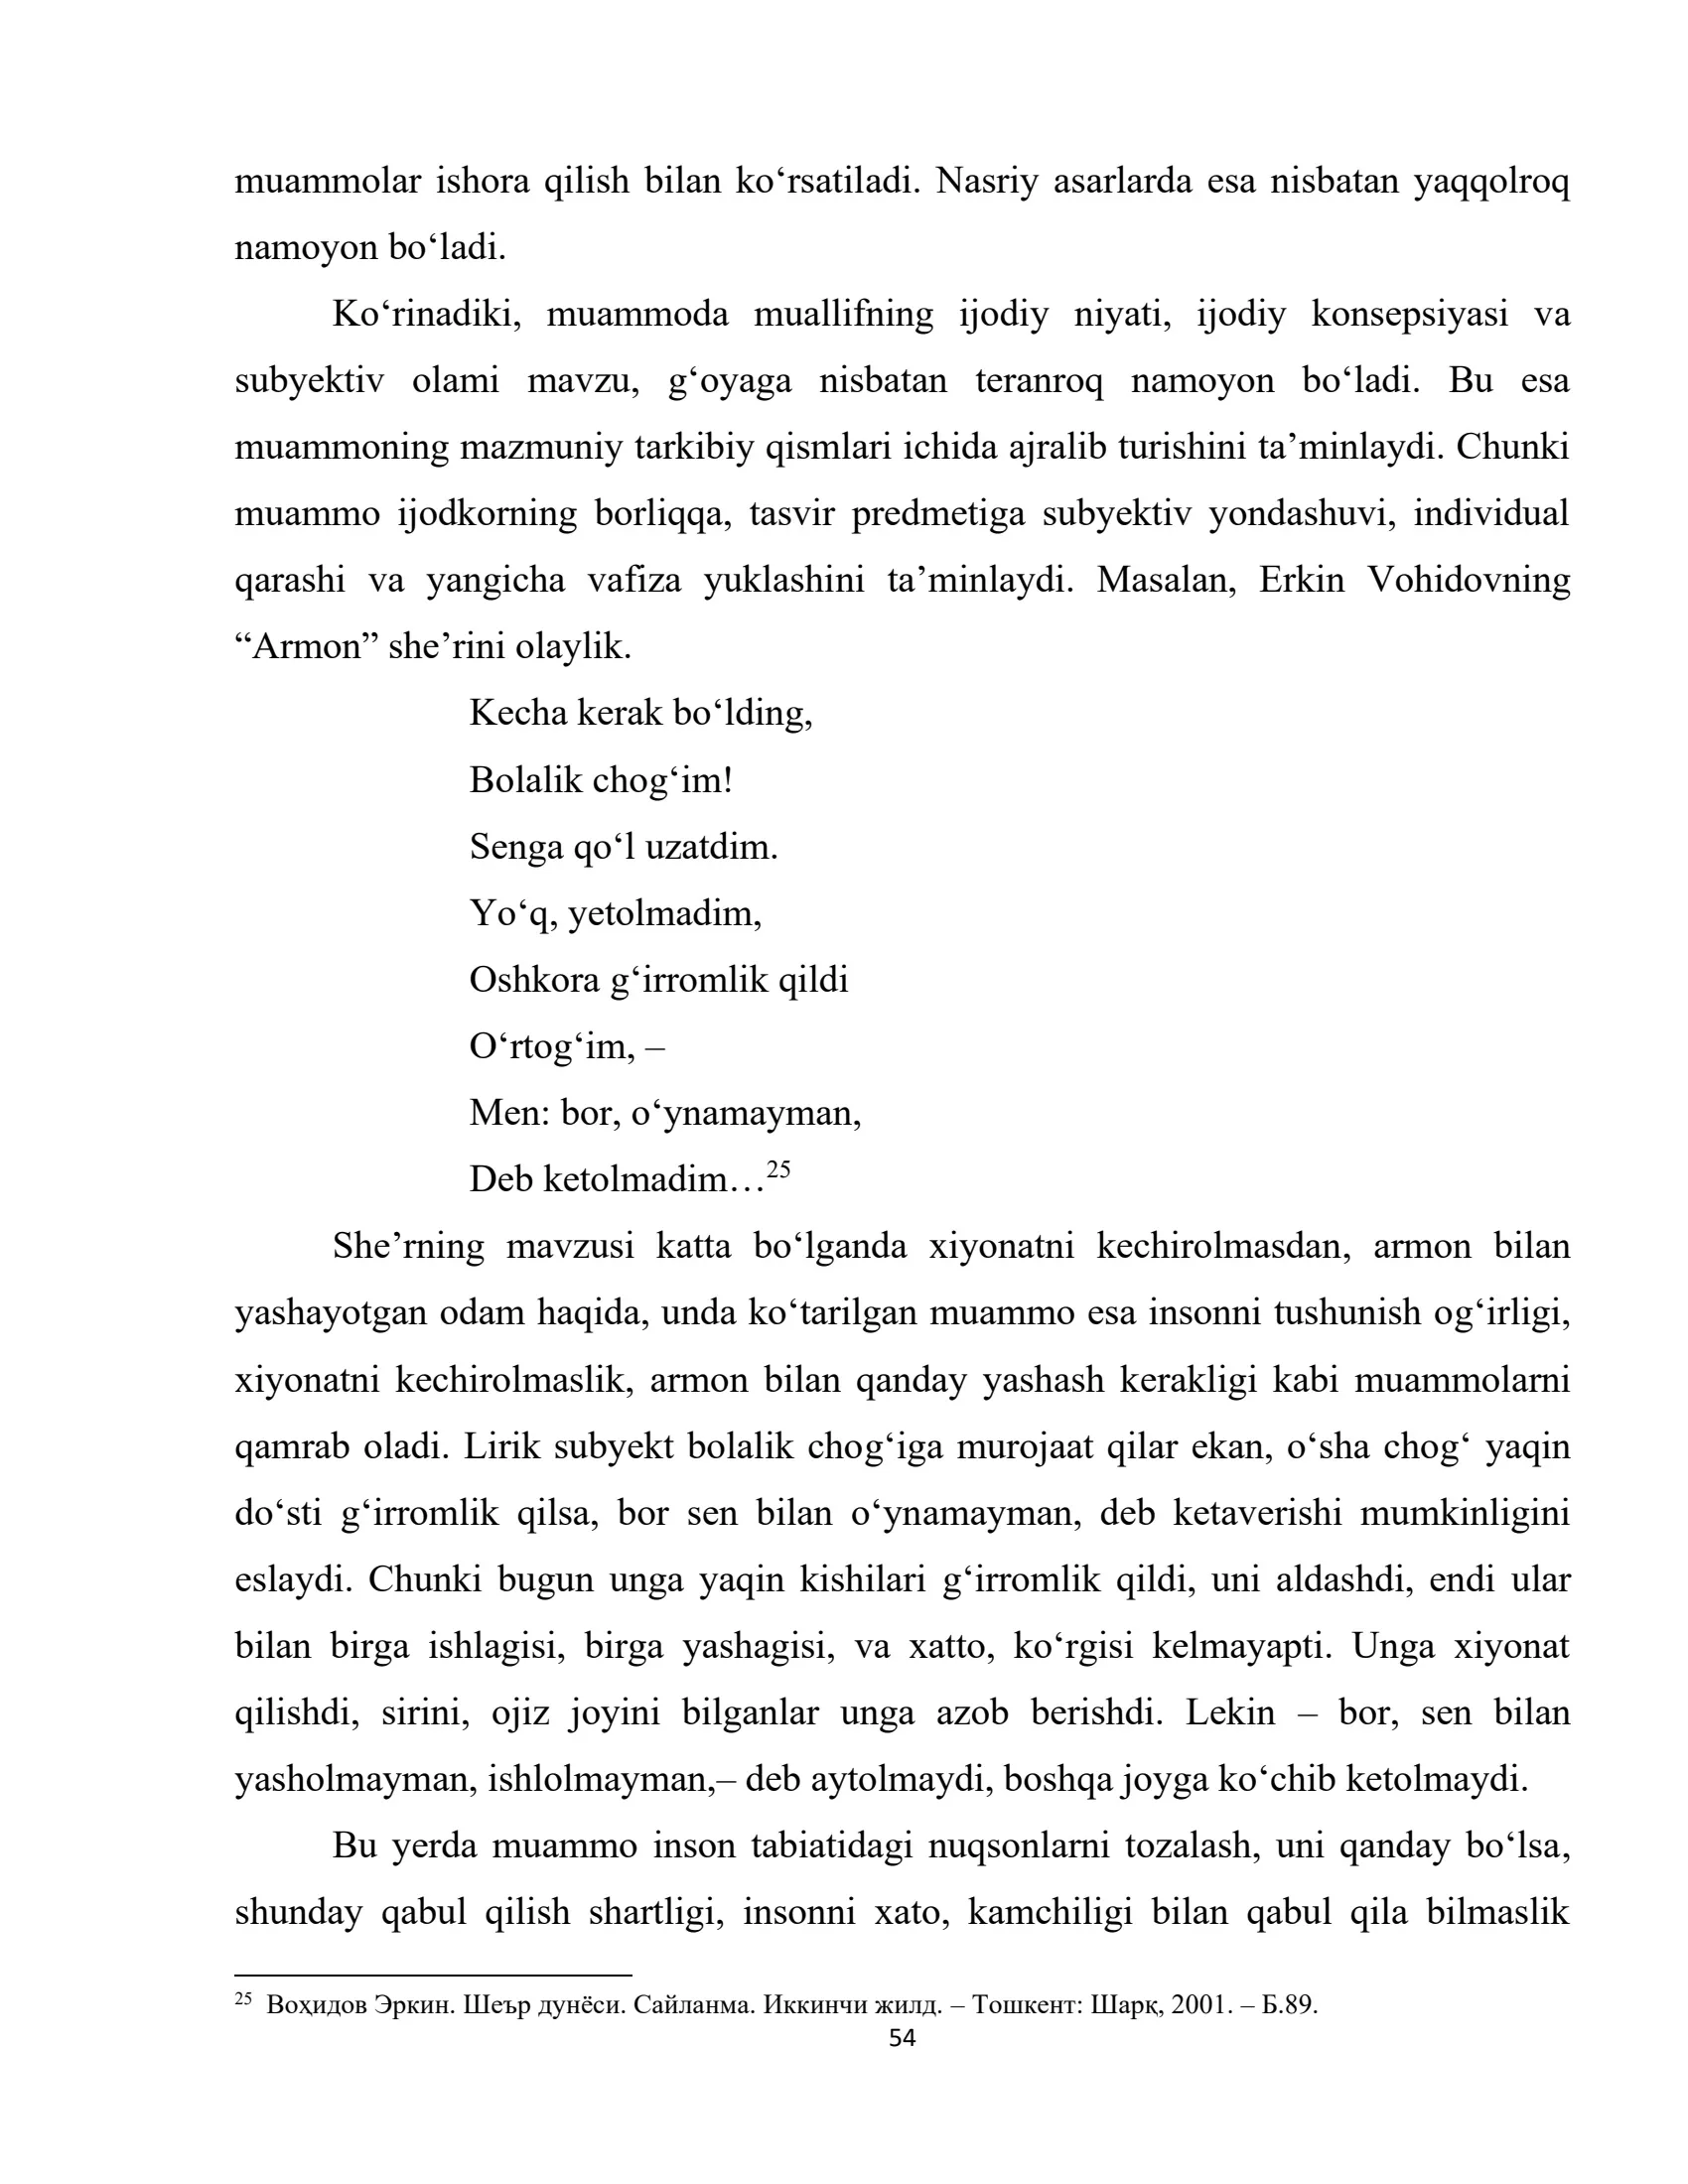 muammolar ishora qilish bilan ko‘rsatiladi. Nasriy asarlarda esa nisbatan yaqqolroq
namoyon bo‘ladi.
Ko‘rinadiki, muammoda muallifning ijodiy niyati, ijodiy konsepsiyasi va
subyektiv olami mavzu, g‘oyaga nisbatan teranroq namoyon bo‘ladi. Bu esa
muammoning mazmuniy tarkibiy qismlari ichida ajralib turishini ta’minlaydi. Chunki
muammo ijodkorning borliqqa, tasvir predmetiga subyektiv yondashuvi, individual
qarashi va yangicha vafiza yuklashini ta’minlaydi. Masalan, Erkin Vohidovning
“Armon” she’rini olaylik.
Kecha kerak bo‘lding,
Bolalik chog‘im!
Senga qo‘l uzatdim.
Yo‘q, yetolmadim,
Oshkora g‘irromlik qildi
O‘rtog‘im, –
Men: bor, o‘ynamayman,
Deb ketolmadim…25
She’rning mavzusi katta bo‘lganda xiyonatni kechirolmasdan, armon bilan
yashayotgan odam haqida, unda ko‘tarilgan muammo esa insonni tushunish og‘irligi,
xiyonatni kechirolmaslik, armon bilan qanday yashash kerakligi kabi muammolarni
qamrab oladi. Lirik subyekt bolalik chog‘iga murojaat qilar ekan, o‘sha chog‘ yaqin
do‘sti g‘irromlik qilsa, bor sen bilan o‘ynamayman, deb ketaverishi mumkinligini
eslaydi. Chunki bugun unga yaqin kishilari g‘irromlik qildi, uni aldashdi, endi ular
bilan birga ishlagisi, birga yashagisi, va xatto, ko‘rgisi kelmayapti. Unga xiyonat
qilishdi, sirini, ojiz joyini bilganlar unga azob berishdi. Lekin – bor, sen bilan
yasholmayman, ishlolmayman,– deb aytolmaydi, boshqa joyga ko‘chib ketolmaydi.
Bu yerda muammo inson tabiatidagi nuqsonlarni tozalash, uni qanday bo‘lsa,
shunday qabul qilish shartligi, insonni xato, kamchiligi bilan qabul qila bilmaslik
25 Воҳидов Эркин. Шеър дунёси. Сайланма. Иккинчи жилд. – Тошкент: Шарқ, 2001. – Б.89.
54